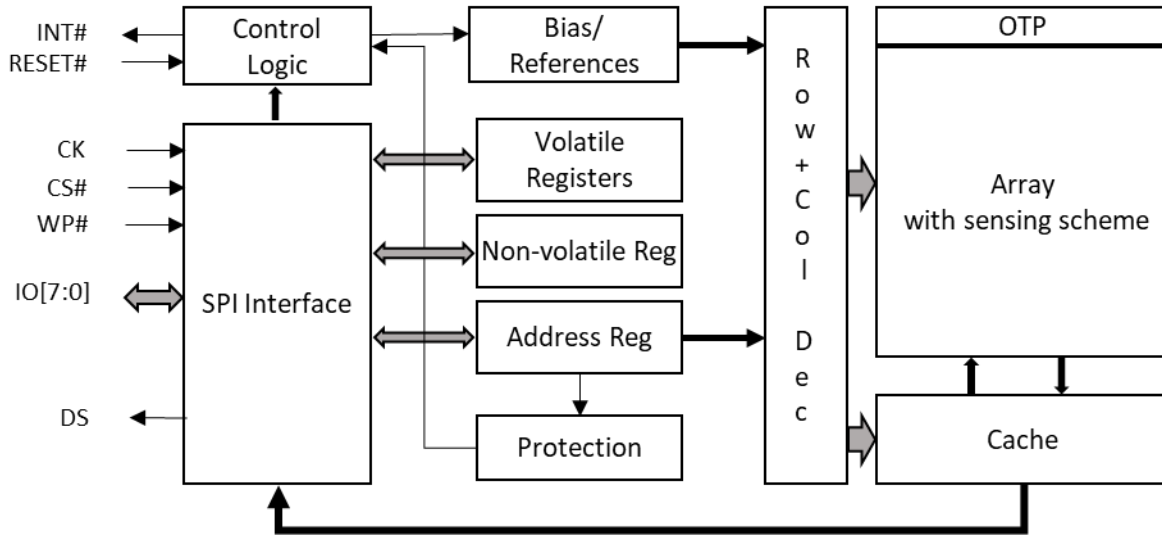 INT#
RESET#
Control
Logic
Bias/
References
OTP
CK
CS#
WP#
IO[7:0]
DS
SPI Interface
Volatile
Registers
Non-volatile Reg
Address Reg
Protection
R
o
w
+
C
o
l
D
e
c
Array
with sensing scheme
Cache